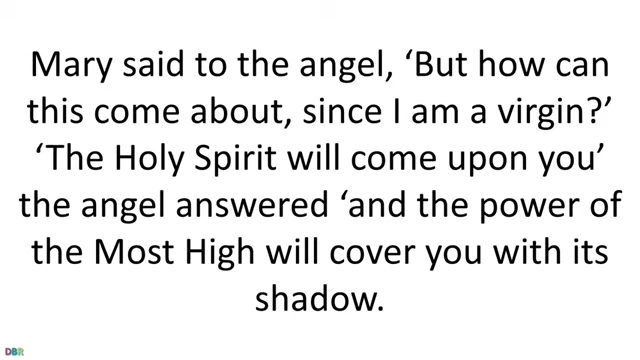 Mary said to the angel, ‘But how can
this come about, since I am a virgin?’
‘The Holy Spirit will come upon you’
the angel answered ‘and the power of
the Most High will cover you with its
shadow.
DBR